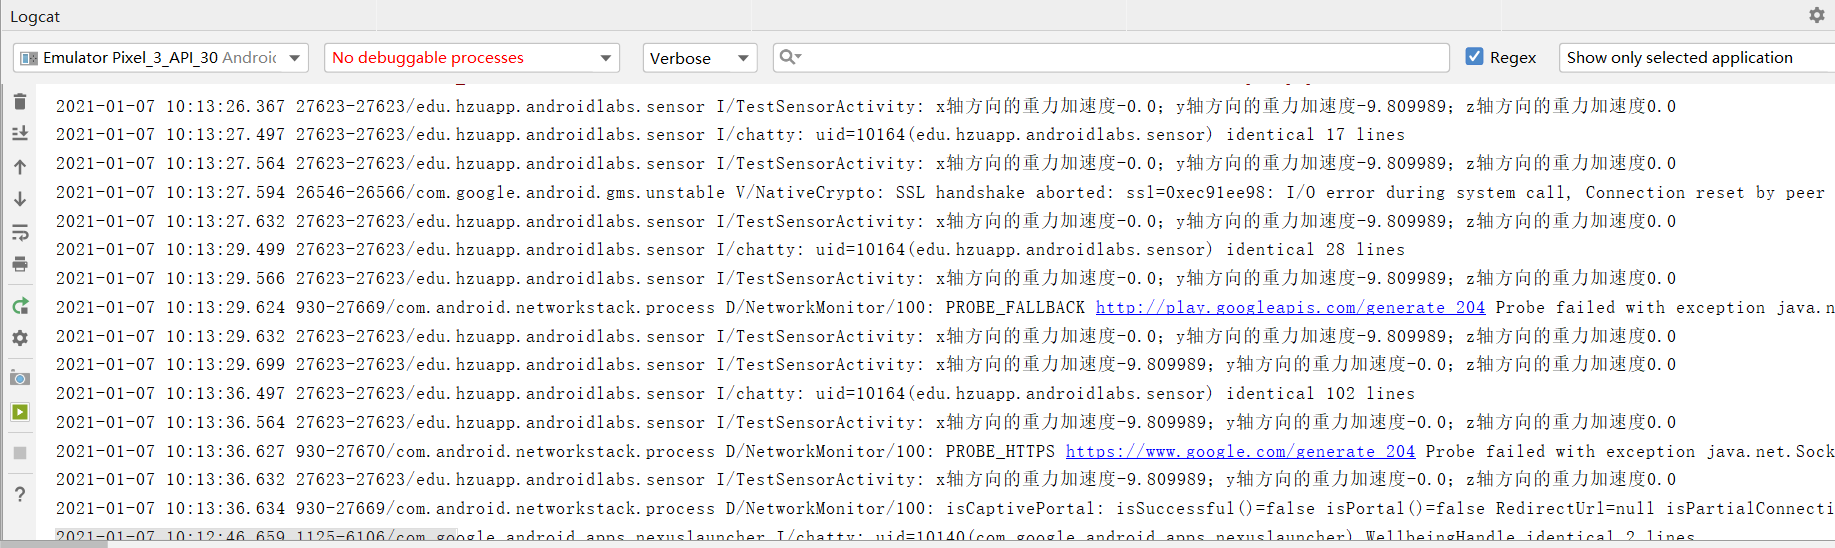 Logcat
Emulator Pixel_3_API_30 Android No debuggable processes Verbose Regex Show only selected application
2021-01-07 10:13:26.367 27623-27623/edu.hzuapp.androidlabs.sensor I/TestSensorActivity: x轴方向的重力加速度-0.0；y轴方向的重力加速度-9.809989；z轴方向的重力加速度0.0
2021-01-07 10:13:27.497 27623-27623/edu.hzuapp.androidlabs.sensor I/chatty: uid=10164(edu.hzuapp.androidlabs.sensor) identical 17 lines
2021-01-07 10:13:27.564 27623-27623/edu.hzuapp.androidlabs.sensor I/TestSensorActivity: x轴方向的重力加速度-0.0；y轴方向的重力加速度-9.809989；z轴方向的重力加速度0.0
2021-01-07 10:13:27.594 26546-26566/com.google.android.gms.unstable V/NativeCrypto: SSL handshake aborted: ssl=0xec91ee98: I/O error during system call, Connection reset by peer
2021-01-07 10:13:27.632 27623-27623/edu.hzuapp.androidlabs.sensor I/TestSensorActivity: x轴方向的重力加速度-0.0；y轴方向的重力加速度-9.809989；z轴方向的重力加速度0.0
2021-01-07 10:13:29.499 27623-27623/edu.hzuapp.androidlabs.sensor I/chatty: uid=10164(edu.hzuapp.androidlabs.sensor) identical 28 lines
2021-01-07 10:13:29.566 27623-27623/edu.hzuapp.androidlabs.sensor I/TestSensorActivity: x轴方向的重力加速度-0.0；y轴方向的重力加速度-9.809989；z轴方向的重力加速度0.0
2021-01-07 10:13:29.624 930-27669/com.android.networkstack.process D/NetworkMonitor/100: PROBE_FALLBACK http://play.googleapis.com/generate_204 Probe failed with exception java.n
2021-01-07 10:13:29.632 27623-27623/edu.hzuapp.androidlabs.sensor I/TestSensorActivity: x轴方向的重力加速度-0.0；y轴方向的重力加速度-9.809989；z轴方向的重力加速度0.0
2021-01-07 10:13:29.699 27623-27623/edu.hzuapp.androidlabs.sensor I/TestSensorActivity: x轴方向的重力加速度-9.809989；y轴方向的重力加速度-0.0；z轴方向的重力加速度0.0
2021-01-07 10:13:36.497 27623-27623/edu.hzuapp.androidlabs.sensor I/chatty: uid=10164(edu.hzuapp.androidlabs.sensor) identical 102 lines
2021-01-07 10:13:36.564 27623-27623/edu.hzuapp.androidlabs.sensor I/TestSensorActivity: x轴方向的重力加速度-9.809989；y轴方向的重力加速度-0.0；z轴方向的重力加速度0.0
2021-01-07 10:13:36.627 930-27670/com.android.networkstack.process D/NetworkMonitor/100: PROBE_HTTPS https://www.google.com/generate_204 Probe failed with exception java.net.Sock
2021-01-07 10:13:36.632 27623-27623/edu.hzuapp.androidlabs.sensor I/TestSensorActivity: x轴方向的重力加速度-9.809989；y轴方向的重力加速度-0.0；z轴方向的重力加速度0.0
2021-01-07 10:13:36.634 930-27669/com.android.networkstack.process D/NetworkMonitor/100: isCaptivePortal: isSuccessful()=false isPortal()=false RedirectUrl=null isPartialConnecti
2021-01-07 10:12:46.659 1125-6106/com.google.android.apps.nexuslauncher I/chatty: uid=10140(com.google.android.apps.nexuslauncher) WellbeingHandle identical 2 lines